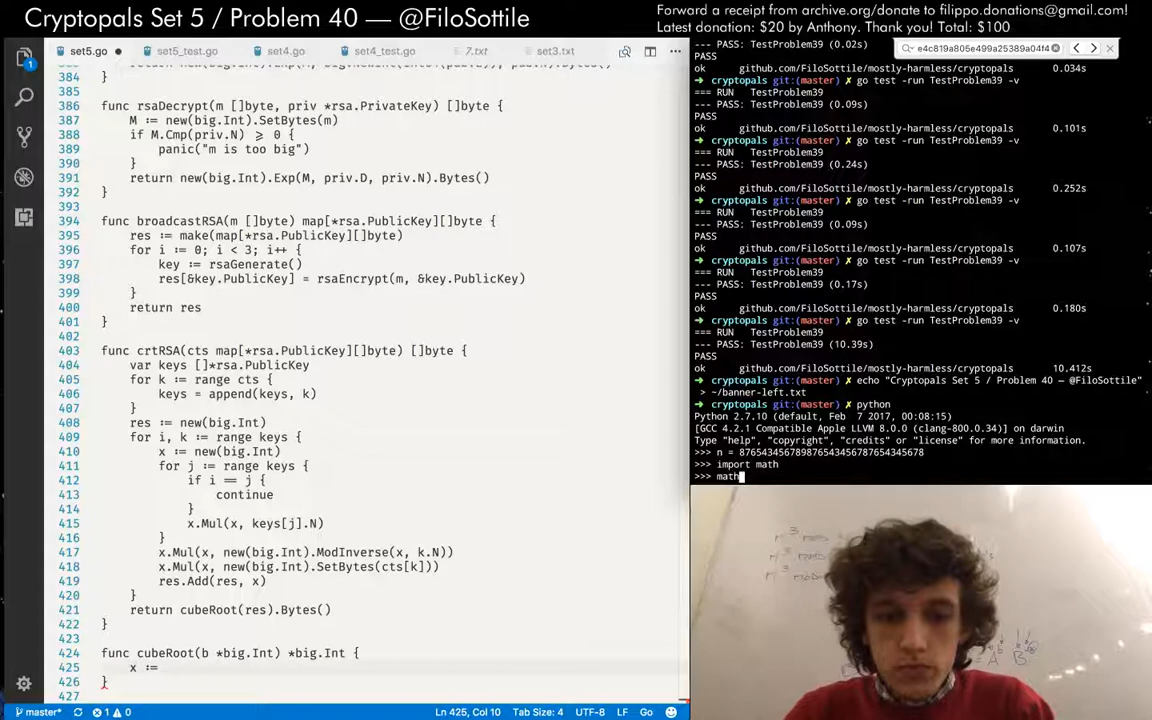 Cryptopals Set 5 / Problem 40 — @FiloSottile
Forward a receipt from archive.org/donate to filippo.donations@gmail.com!
Latest donation: $20 by Anthony. Thank you! Total: $100
set5.go
set5_test.go
set4.go
set4_test.go
7.txt
set3.txt
384 }
385
386 func rsaDecrypt(m []byte, priv *rsa.PrivateKey) []byte {
387 M := new(big.Int).SetBytes(m)
388 if M.Cmp(priv.N) >= 0 {
389 panic("m is too big")
390 }
391 return new(big.Int).Exp(M, priv.D, priv.N).Bytes()
392 }
393
394 func broadcastRSA(m []byte) map[*rsa.PublicKey][]byte {
395 res := make(map[*rsa.PublicKey][]byte)
396 for i := 0; i < 3; i++ {
397 key := rsaGenerate()
398 res[&key.PublicKey] = rsaEncrypt(m, &key.PublicKey)
399 }
400 return res
401 }
402
403 func crtRSA(cts map[*rsa.PublicKey][]byte) []byte {
404 var keys []*rsa.PublicKey
405 for k := range cts {
406 keys = append(keys, k)
407 }
408 res := new(big.Int)
409 for i, k := range keys {
410 x := new(big.Int)
411 for j := range keys {
412 if i == j {
413 continue
414 }
415 x.Mul(x, keys[j].N)
416 }
417 x.Mul(x, new(big.Int).ModInverse(x, k.N))
418 x.Mul(x, new(big.Int).SetBytes(cts[k]))
419 res.Add(res, x)
420 }
421 return cubeRoot(res).Bytes()
422 }
423
424 func cubeRoot(b *big.Int) *big.Int {
425 x :=
426 }
427
master* 1 0 Ln 425, Col 10 Tab Size: 4 UTF-8 LF Go
e4c819a805e499a25389a04f4
--- PASS: TestProblem39 (0.02s)
PASS
ok github.com/FiloSottile/mostly-harmless/cryptopals 0.034s
➜ cryptopals git:(master) ✗ go test -run TestProblem39 -v
=== RUN TestProblem39
--- PASS: TestProblem39 (0.09s)
PASS
ok github.com/FiloSottile/mostly-harmless/cryptopals 0.101s
➜ cryptopals git:(master) ✗ go test -run TestProblem39 -v
=== RUN TestProblem39
--- PASS: TestProblem39 (0.24s)
PASS
ok github.com/FiloSottile/mostly-harmless/cryptopals 0.252s
➜ cryptopals git:(master) ✗ go test -run TestProblem39 -v
=== RUN TestProblem39
--- PASS: TestProblem39 (0.09s)
PASS
ok github.com/FiloSottile/mostly-harmless/cryptopals 0.107s
➜ cryptopals git:(master) ✗ go test -run TestProblem39 -v
=== RUN TestProblem39
--- PASS: TestProblem39 (0.17s)
PASS
ok github.com/FiloSottile/mostly-harmless/cryptopals 0.180s
➜ cryptopals git:(master) ✗ go test -run TestProblem39 -v
=== RUN TestProblem39
--- PASS: TestProblem39 (10.39s)
PASS
ok github.com/FiloSottile/mostly-harmless/cryptopals 10.412s
➜ cryptopals git:(master) ✗ echo "Cryptopals Set 5 / Problem 40 — @FiloSottile"
> ~/banner-left.txt
➜ cryptopals git:(master) ✗ python
Python 2.7.10 (default, Feb 7 2017, 00:08:15)
[GCC 4.2.1 Compatible Apple LLVM 8.0.0 (clang-800.0.34)] on darwin
Type "help", "copyright", "credits" or "license" for more information.
>>> n = 876543456789876543456787654345678
>>> import math
>>> math